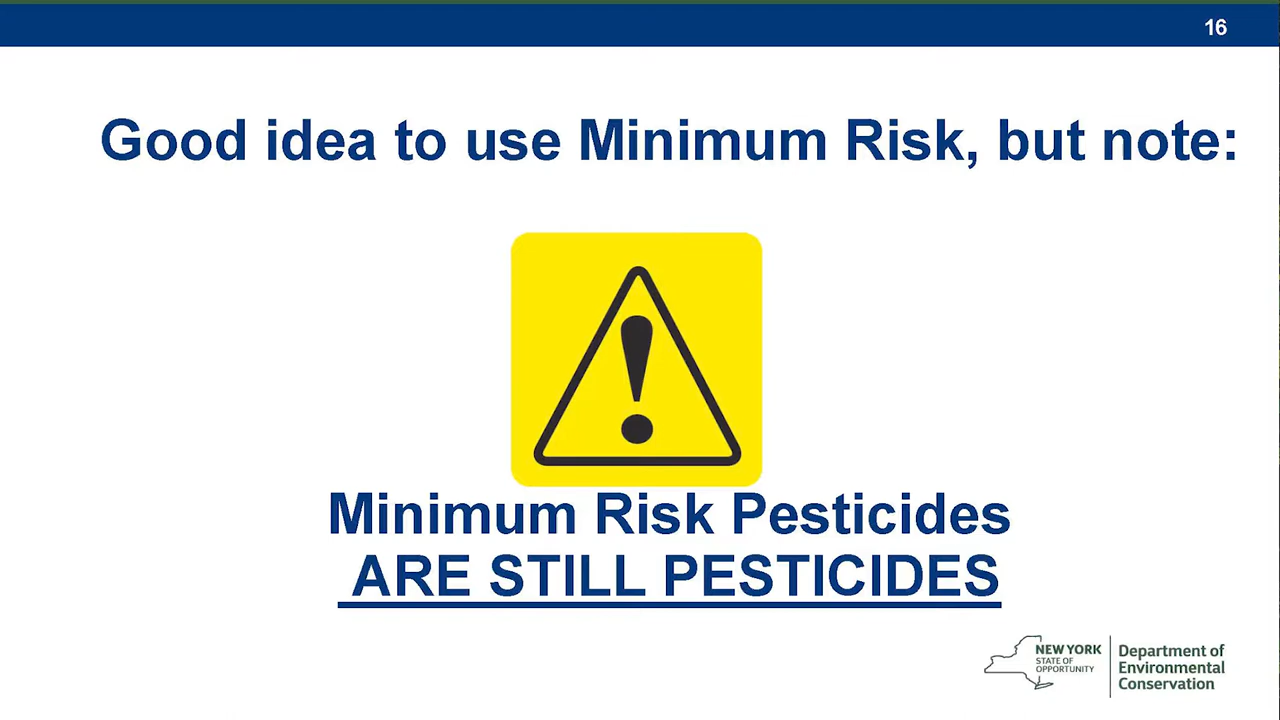 16
Good idea to use Minimum Risk, but note:
!
Minimum Risk Pesticides
ARE STILL PESTICIDES
NEW YORK
STATE OF
OPPORTUNITY
Department of
Environmental
Conservation